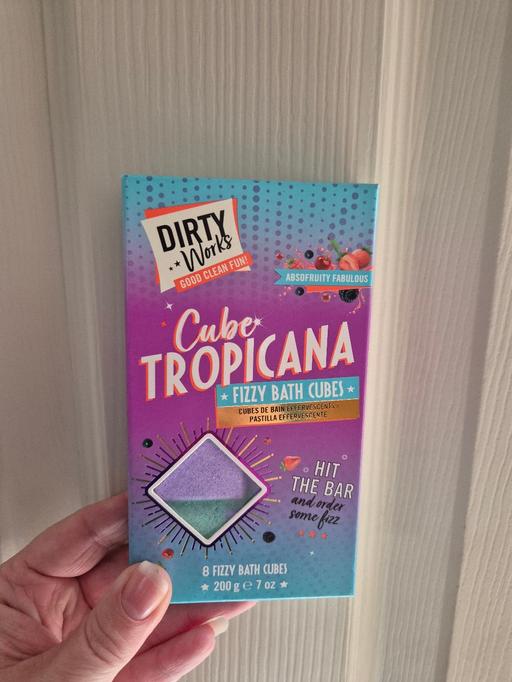 DIRTY
Works
GOOD CLEAN FUN!
ABSOFRUITY FABULOUS
Cube
TROPICANA
FIZZY BATH CUBES
CUBES DE BAIN EFFERVESCENTS
PASTILLA EFFERVESCENTE
HIT
THE BAR
and order
some fizz
8 FIZZY BATH CUBES
200 g ℮ 7 oz